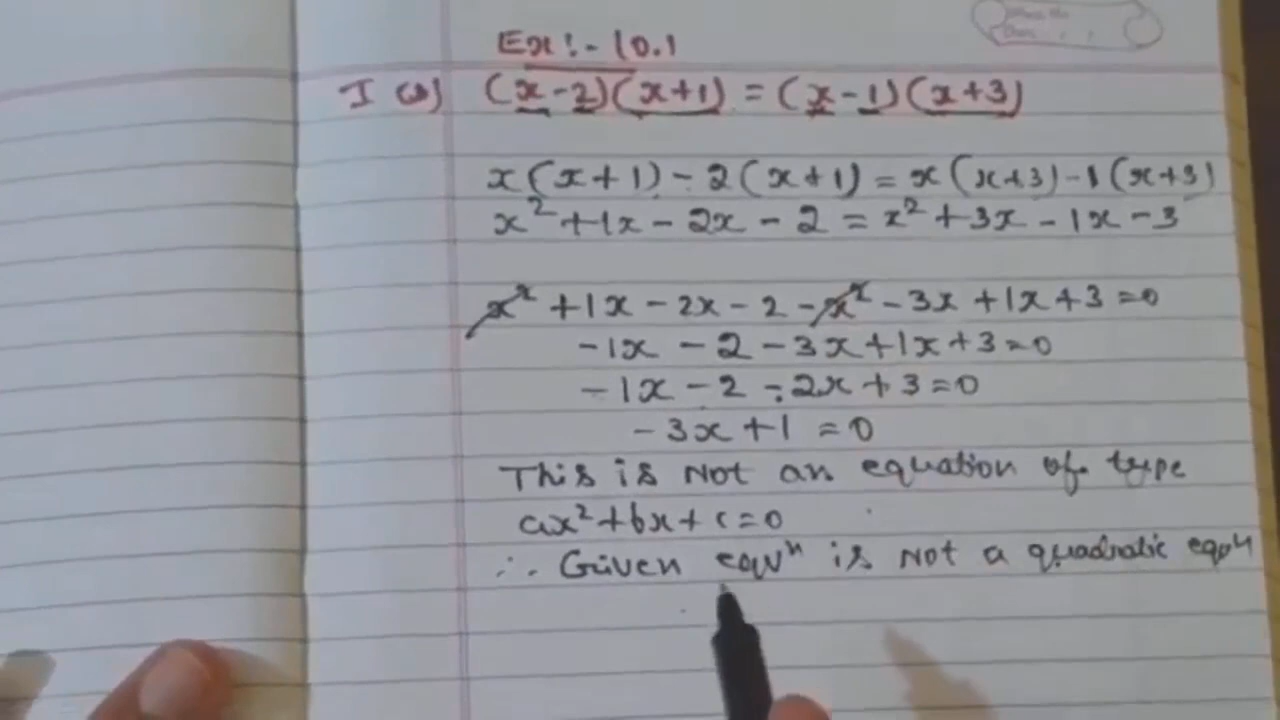 Ex:- 10.1
(x-2)(x+1) = (x-1)(x+3)
x(x+1) - 2(x+1) = x(x+3) - 1(x+3)
x² + 1x - 2x - 2 = x² + 3x - 1x - 3
x² + 1x - 2x - 2 - x² - 3x + 1x + 3 = 0
- 1x - 2 - 3x + 1x + 3 = 0
- 1x - 2 - 2x + 3 = 0
- 3x + 1 = 0
This is Not an equation of type
ax² + bx + c = 0
∴ Given eqnⁿ is Not a quadratic eqnⁿ